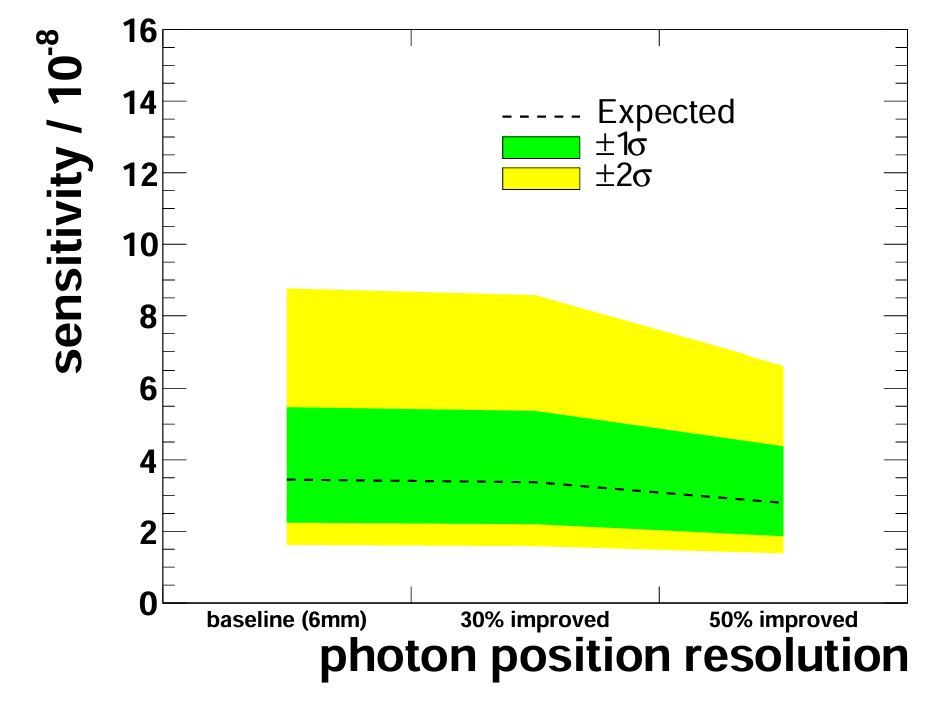 sensitivity / 10-8
16
14
12
10
8
6
4
2
0
Expected
±1σ
±2σ
baseline (6mm) 30% improved 50% improved
photon position resolution